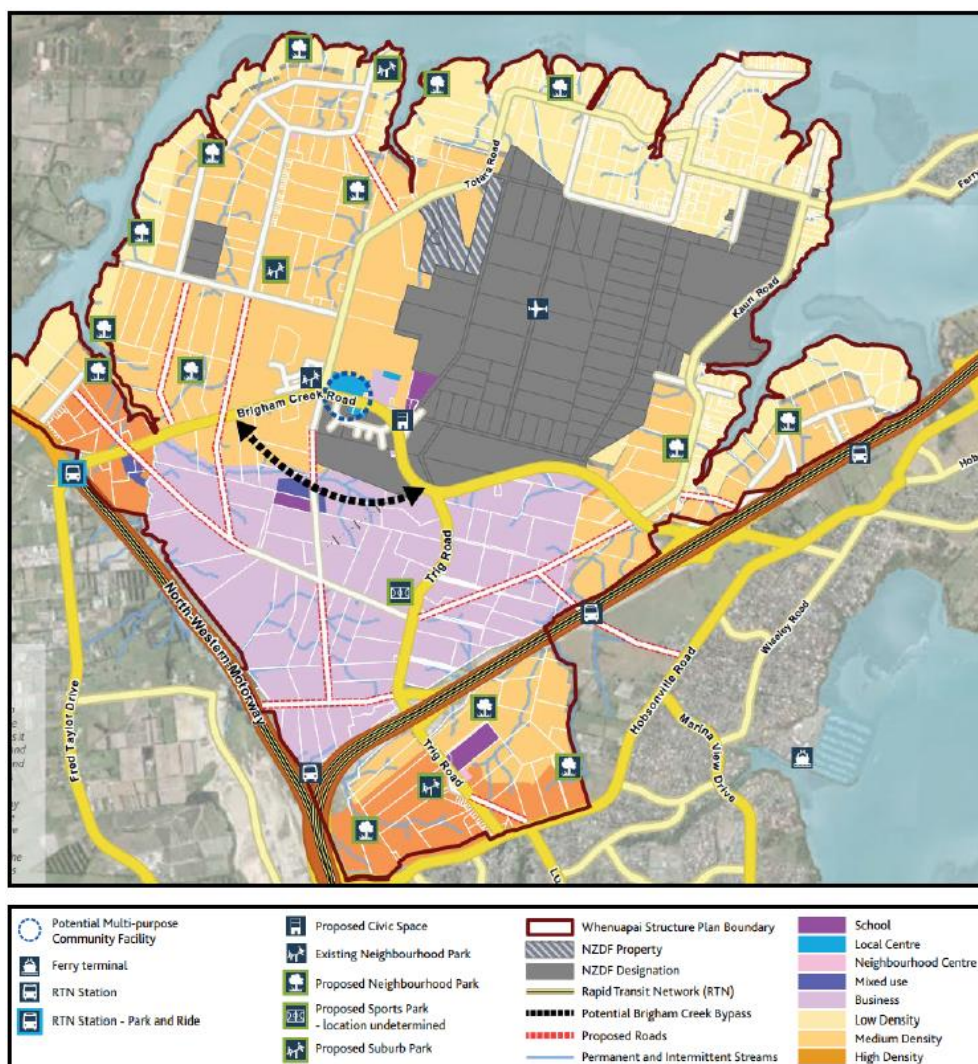 Totara Road
Ferry
Kauri Road
Brigham Creek Road
Hob
Trig Road
Wiseley Road
Hobsonville Road
North-Western Motorway
Fred Taylor Drive
Marina View Drive
Trig Road
Potential Multi-purpose
Community Facility
Ferry terminal
RTN Station
RTN Station - Park and Ride
Proposed Civic Space
Existing Neighbourhood Park
Proposed Neighbourhood Park
Proposed Sports Park
- location undetermined
Proposed Suburb Park
Whenuapai Structure Plan Boundary
NZDF Property
NZDF Designation
Rapid Transit Network (RTN)
Potential Brigham Creek Bypass
Proposed Roads
Permanent and Intermittent Streams
School
Local Centre
Neighbourhood Centre
Mixed use
Business
Low Density
Medium Density
High Density